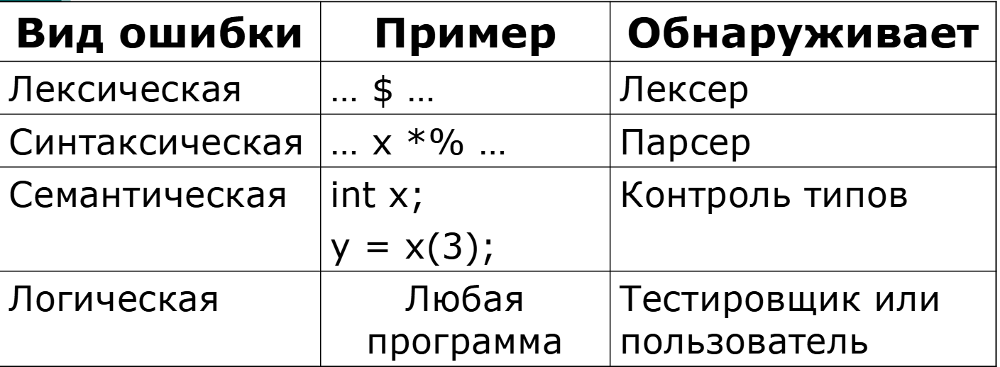 Вид ошибки Пример Обнаруживает
Лексическая … $ … Лексер
Синтаксическая … x *% … Парсер
Семантическая int x; Контроль типов
y = x(3);
Логическая Любая Тестировщик или
программа пользователь